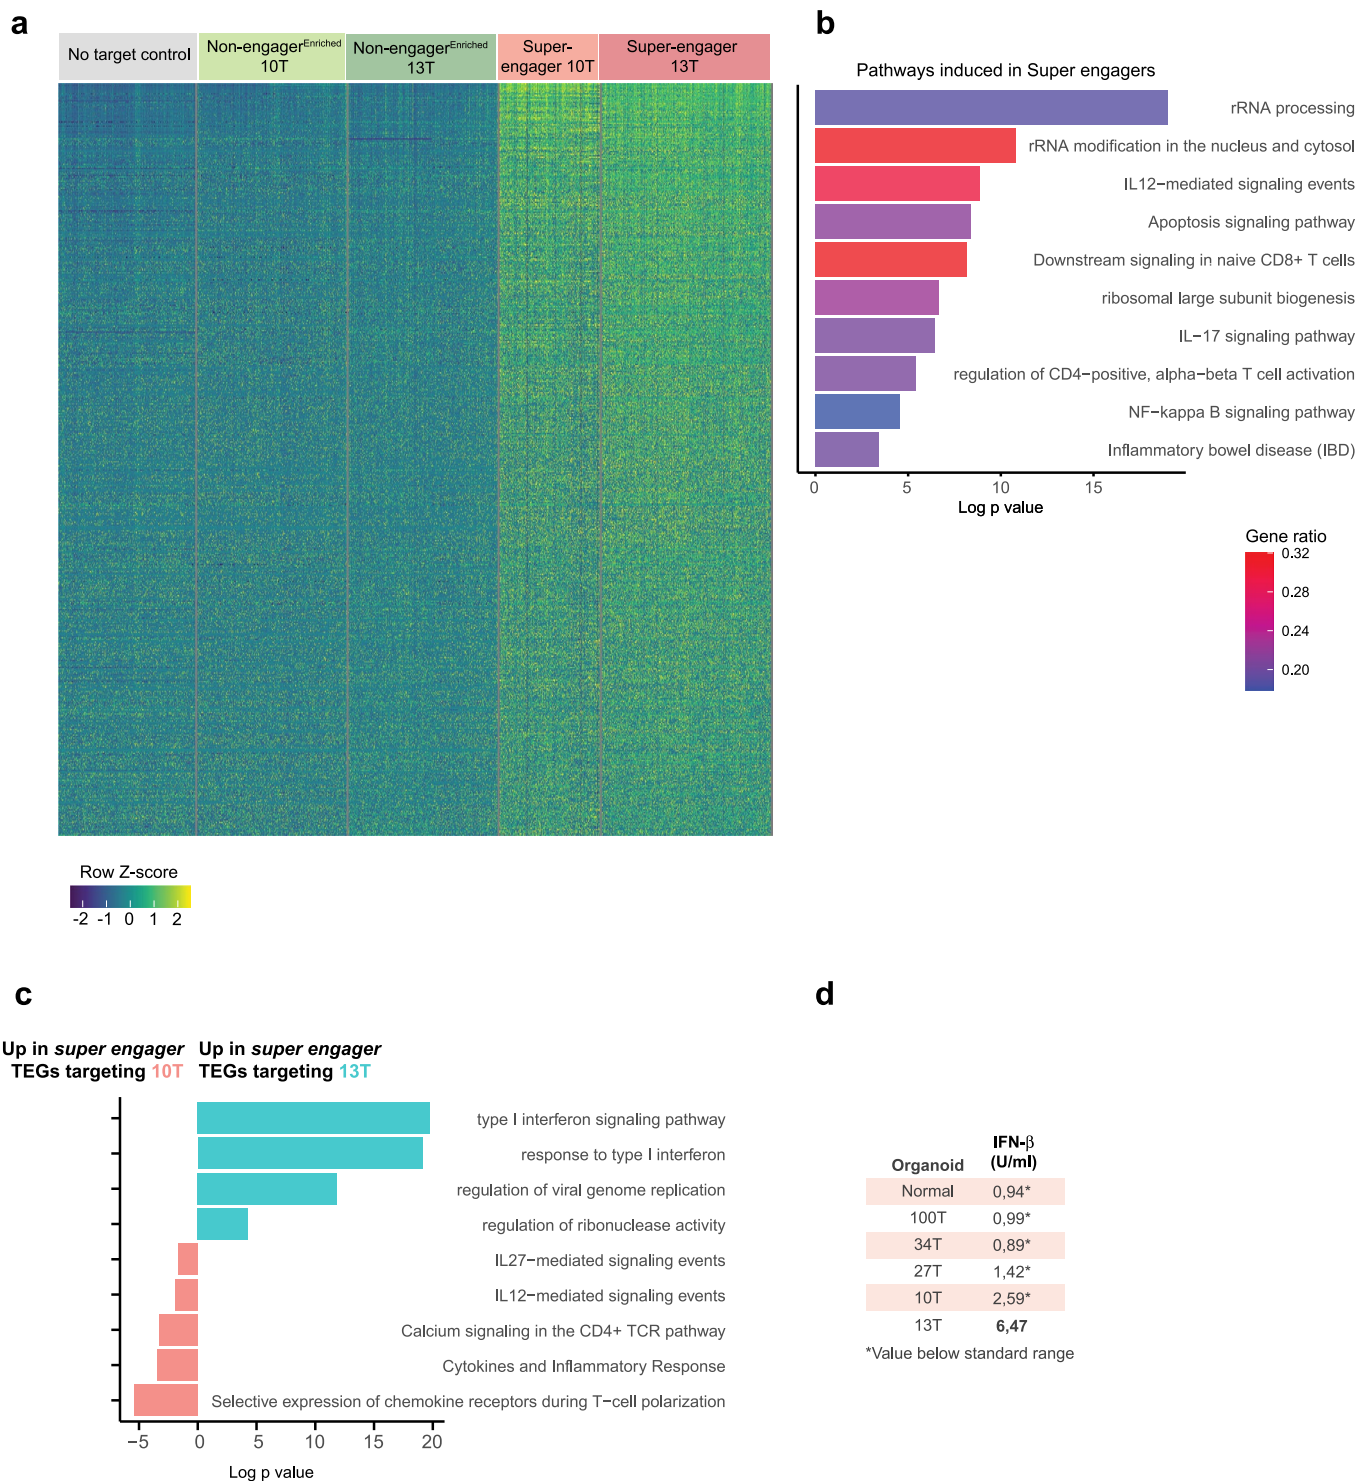 a
No target control
Non-engagerEnriched
10T
Non-engagerEnriched
13T
Super-
engager 10T
Super-engager
13T
Row Z-score
-2 -1 0 1 2
b
Pathways induced in Super engagers
rRNA processing
rRNA modification in the nucleus and cytosol
IL12−mediated signaling events
Apoptosis signaling pathway
Downstream signaling in naive CD8+ T cells
ribosomal large subunit biogenesis
IL−17 signaling pathway
regulation of CD4−positive, alpha−beta T cell activation
NF−kappa B signaling pathway
Inflammatory bowel disease (IBD)
0 5 10 15
Log p value
Gene ratio
0.32
0.28
0.24
0.20
c
Up in super engager
TEGs targeting 10T
Up in super engager
TEGs targeting 13T
type I interferon signaling pathway
response to type I interferon
regulation of viral genome replication
regulation of ribonuclease activity
IL27−mediated signaling events
IL12−mediated signaling events
Calcium signaling in the CD4+ TCR pathway
Cytokines and Inflammatory Response
Selective expression of chemokine receptors during T−cell polarization
−5 0 5 10 15 20
Log p value
d
Organoid IFN-β (U/ml)
Normal 0,94*
100T 0,99*
34T 0,89*
27T 1,42*
10T 2,59*
13T 6,47
*Value below standard range